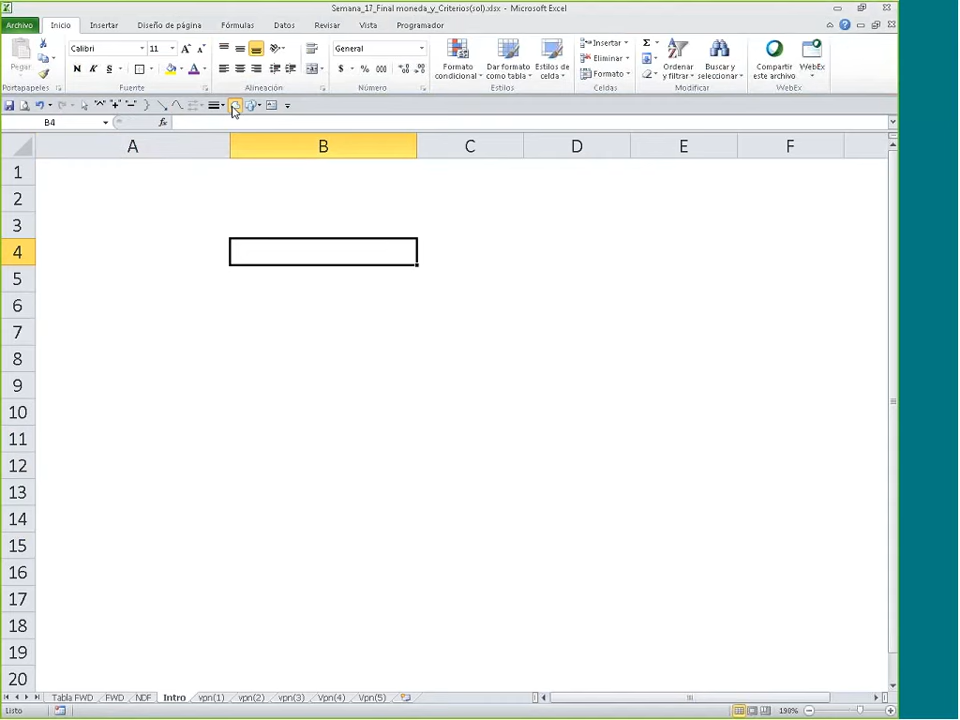 Semana_17_Final moneda_y_Criterios(sol).xlsx - Microsoft Excel
Archivo Inicio Insertar Diseño de página Fórmulas Datos Revisar Vista Programador
Calibri 11 General Insertar Σ
Pegar Eliminar
N K S $ % 000 Formato
Formato condicional Dar formato como tabla Estilos de celda Ordenar y filtrar Buscar y seleccionar Compartir este archivo WebEx
Portapapeles Fuente Alineación Número Estilos Celdas Modificar WebEx
B4 fx
A B C D E F
1
2
3
4
5
6
7
8
9
10
11
12
13
14
15
16
17
18
19
20
Tabla FWD FWD NDF Intro vpn(1) vpn(2) vpn(3) Vpn(4) Vpn(5)
Listo 190%